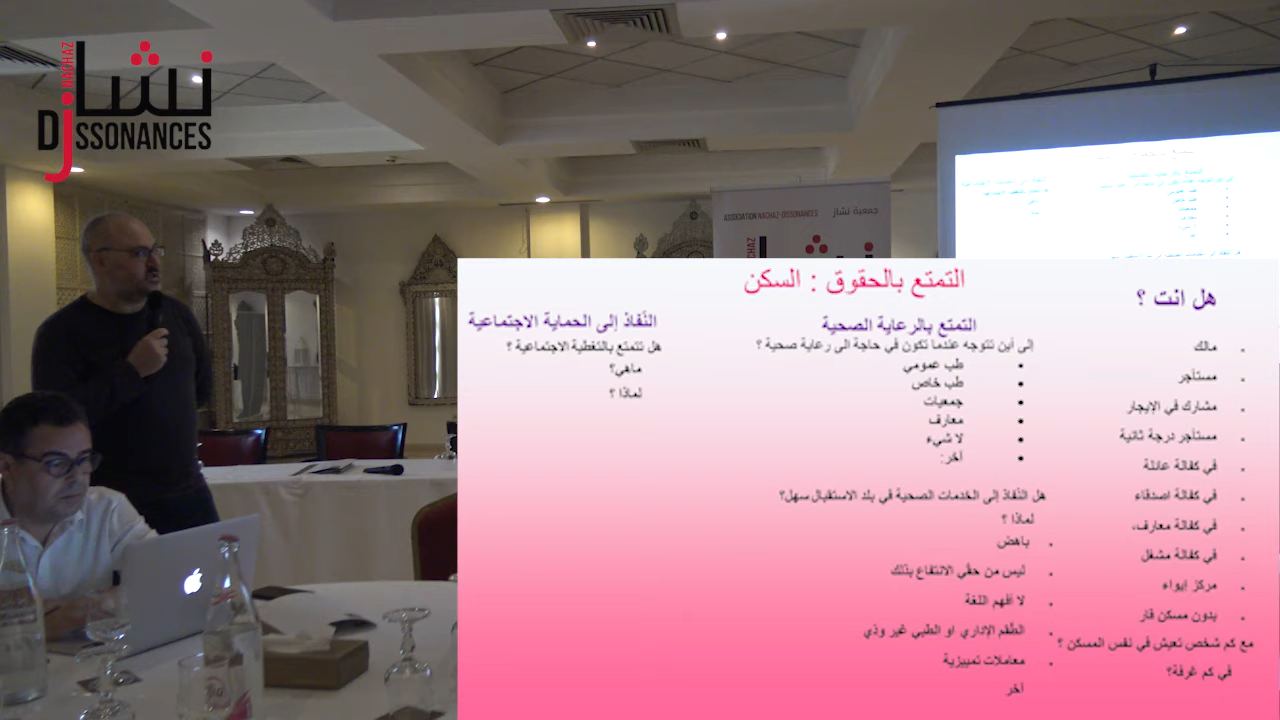 نشاز
NACHAZ
DISSONANCES
ASSOCIATION NACHAZ-DISSONANCES
جمعية نشاز
التمتع بالحقوق : السكن
هل انت ؟
مالك
مستأجر
مشارك في الإيجار
مستأجر درجة ثانية
في كفالة عائلة
في كفالة اصدقاء
في كفالة معارف،
في كفالة مشغل
مركز إيواء
بدون مسكن قار
مع كم شخص تعيش في نفس المسكن ؟
في كم غرفة؟
التمتع بالرعاية الصحية
إلى أين تتوجه عندما تكون في حاجة الى رعاية صحية ؟
طب عمومي
طب خاص
جمعيات
معارف
لا شيء
آخر:
هل النّفاذ إلى الخدمات الصحية في بلد الاستقبال سهل؟
لماذا ؟
باهض
ليس من حقّي الانتفاع بذلك
لا أفهم اللغة
الطّقم الإداري او الطبي غير وذي
معاملات تمييزية
آخر
النّفاذ إلى الحماية الاجتماعية
هل تتمتع بالتغطية الاجتماعية ؟
ماهي؟
لماذا ؟